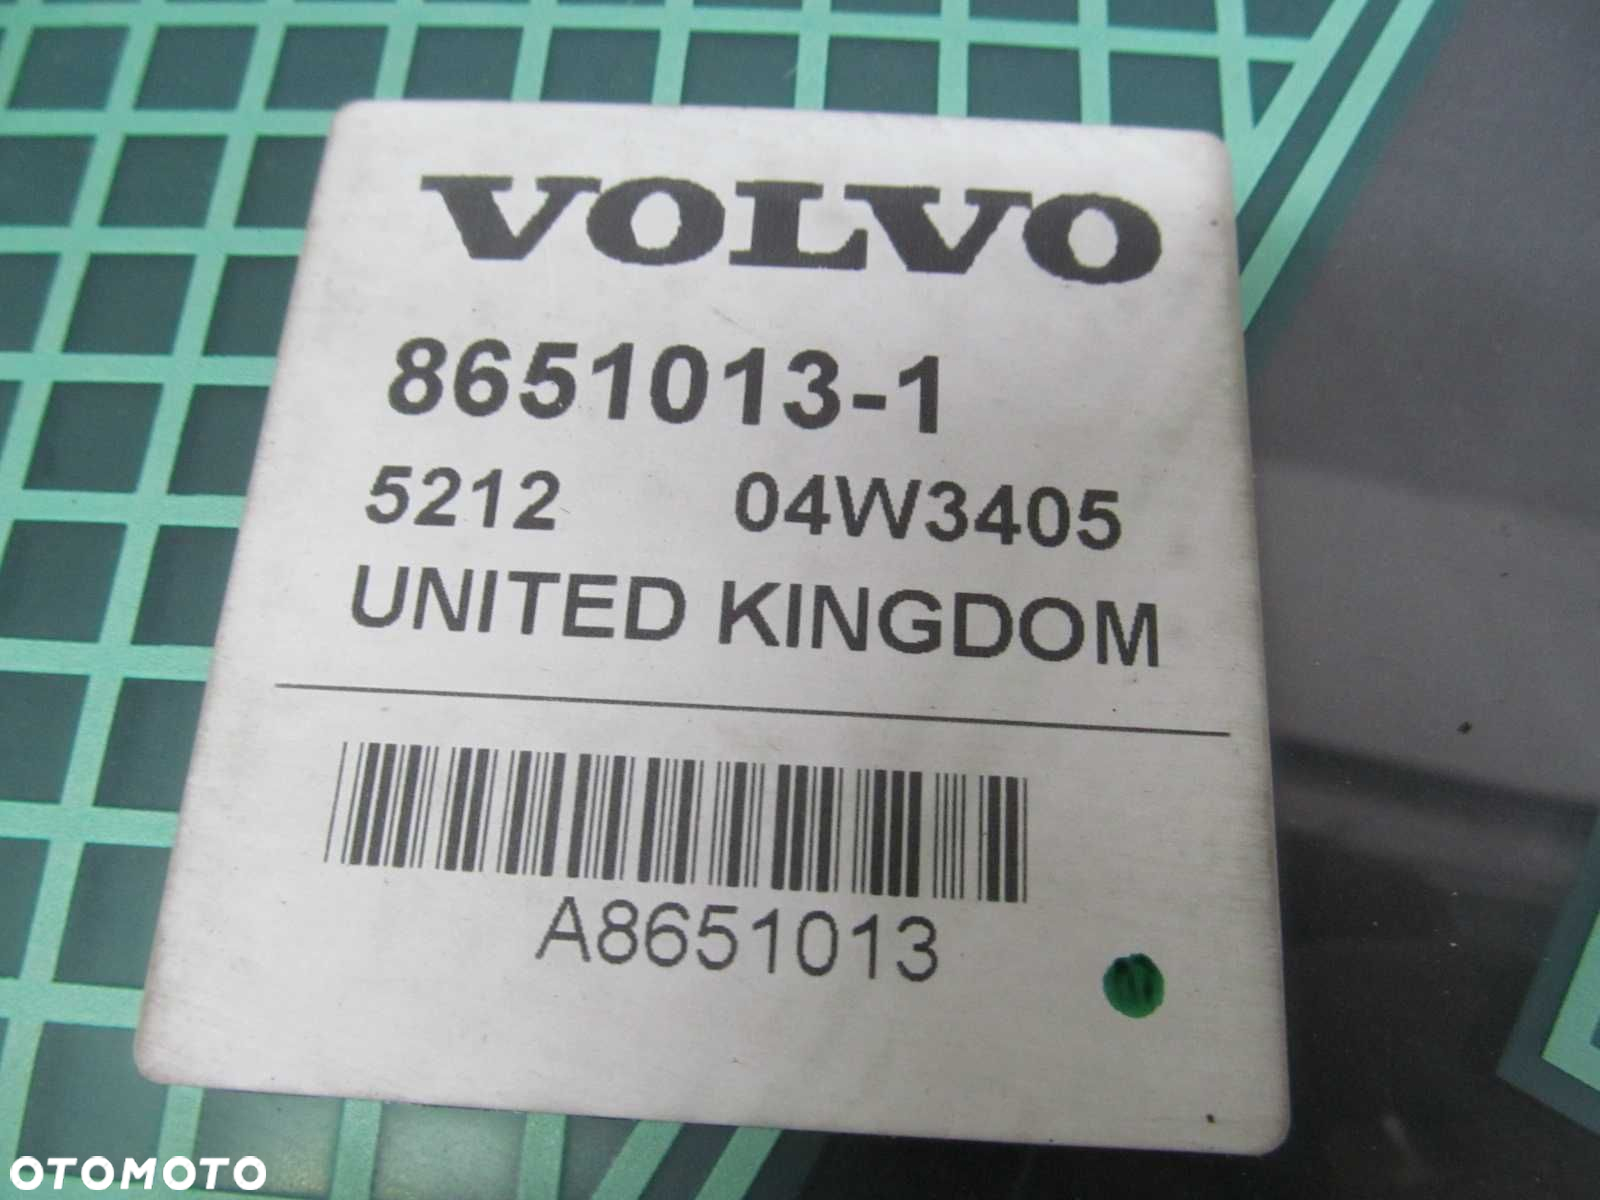 VOLVO
8651013-1
5212 04W3405
UNITED KINGDOM
A8651013
OTOMOTO